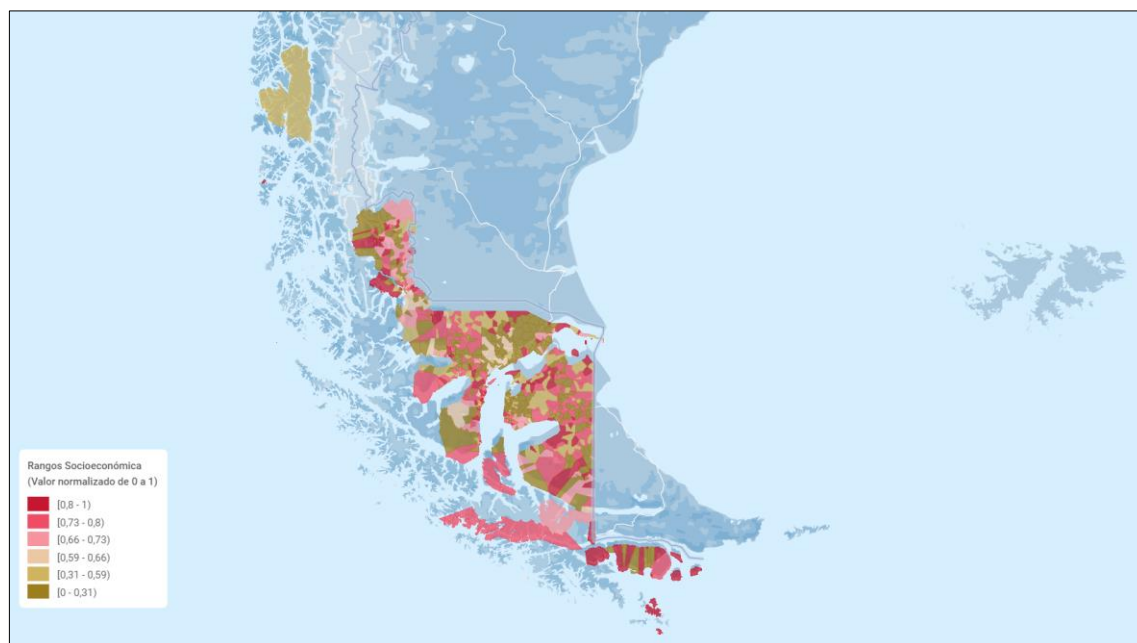 Rangos Socioeconómica
(Valor normalizado de 0 a 1)
[0,8 - 1)
[0,73 - 0,8)
[0,66 - 0,73)
[0,59 - 0,66)
[0,31 - 0,59)
[0 - 0,31)